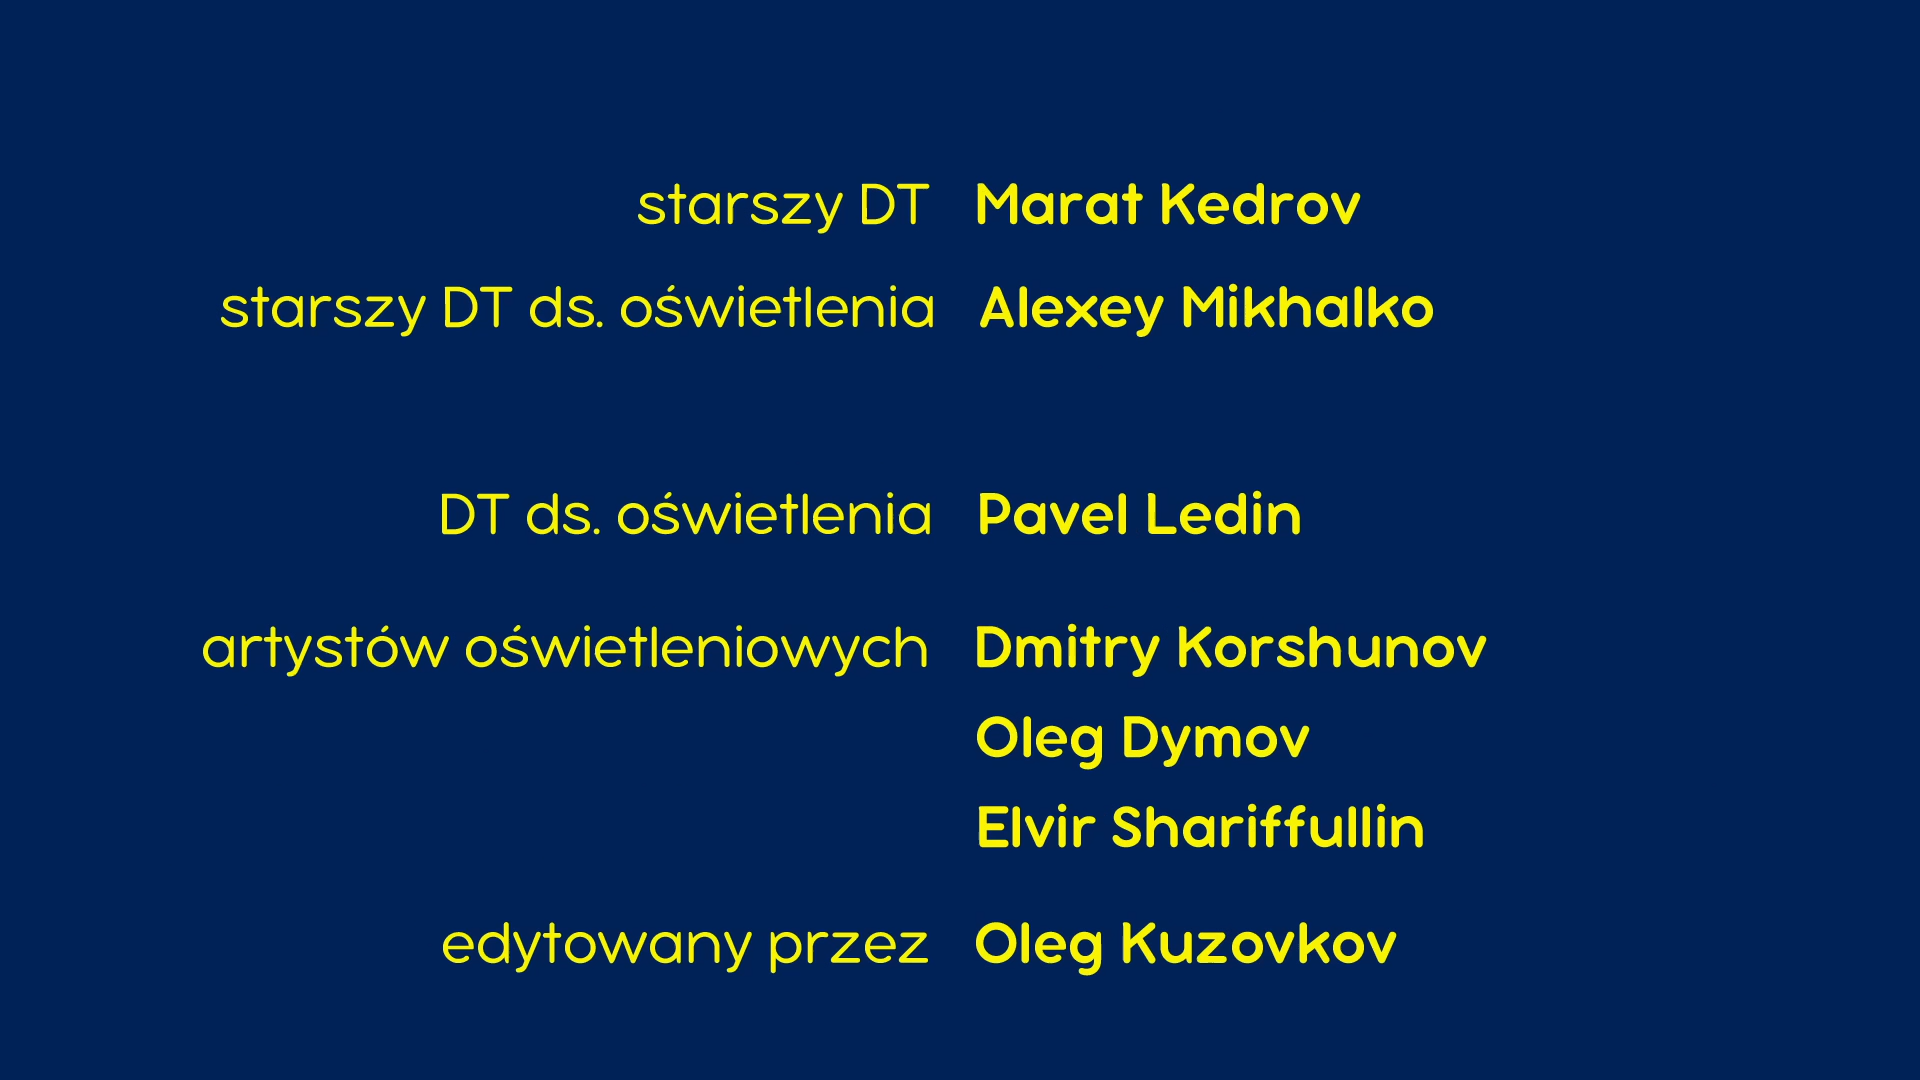 starszy DT Marat Kedrov
starszy DT ds. oświetlenia Alexey Mikhalko
DT ds. oświetlenia Pavel Ledin
artystów oświetleniowych Dmitry Korshunov
Oleg Dymov
Elvir Shariffullin
edytowany przez Oleg Kuzovkov